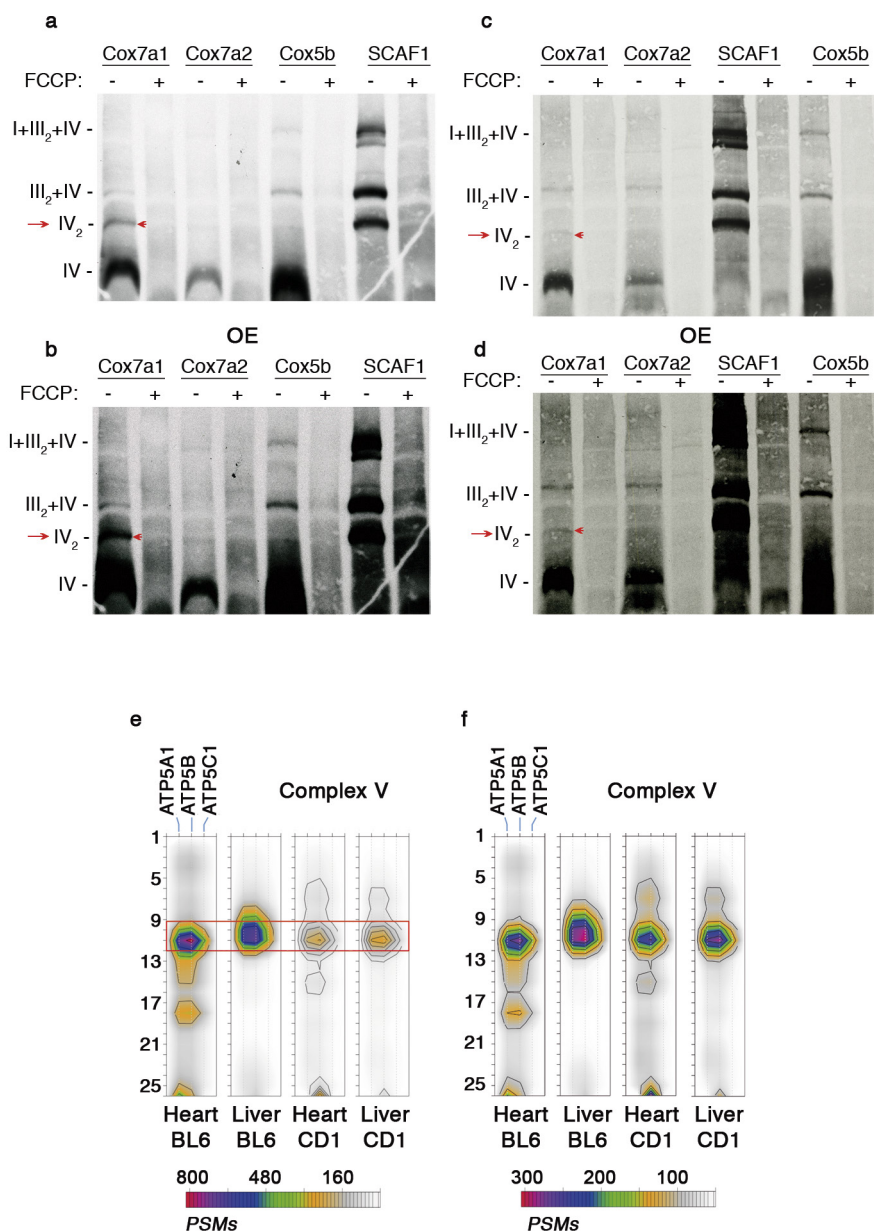 a
Cox7a1 Cox7a2 Cox5b SCAF1
FCCP: - + - + - + - +
I+III2+IV -
III2+IV -
IV2
IV -
OE
b
Cox7a1 Cox7a2 Cox5b SCAF1
FCCP: - + - + - + - +
I+III2+IV -
III2+IV -
IV2
IV -
c
Cox7a1 Cox7a2 SCAF1 Cox5b
FCCP: - + - + - + - +
I+III2+IV -
III2+IV -
IV2 -
IV -
OE
d
Cox7a1 Cox7a2 SCAF1 Cox5b
FCCP: - + - + - + - +
I+III2+IV -
III2+IV -
IV2 -
IV -
e
ATP5A1
ATP5B
ATP5C1
Complex V
1
5
9
13
17
21
25
Heart BL6
Liver BL6
Heart CD1
Liver CD1
800 480 160
PSMs
f
ATP5A1
ATP5B
ATP5C1
Complex V
1
5
9
13
17
21
25
Heart BL6
Liver BL6
Heart CD1
Liver CD1
300 200 100
PSMs